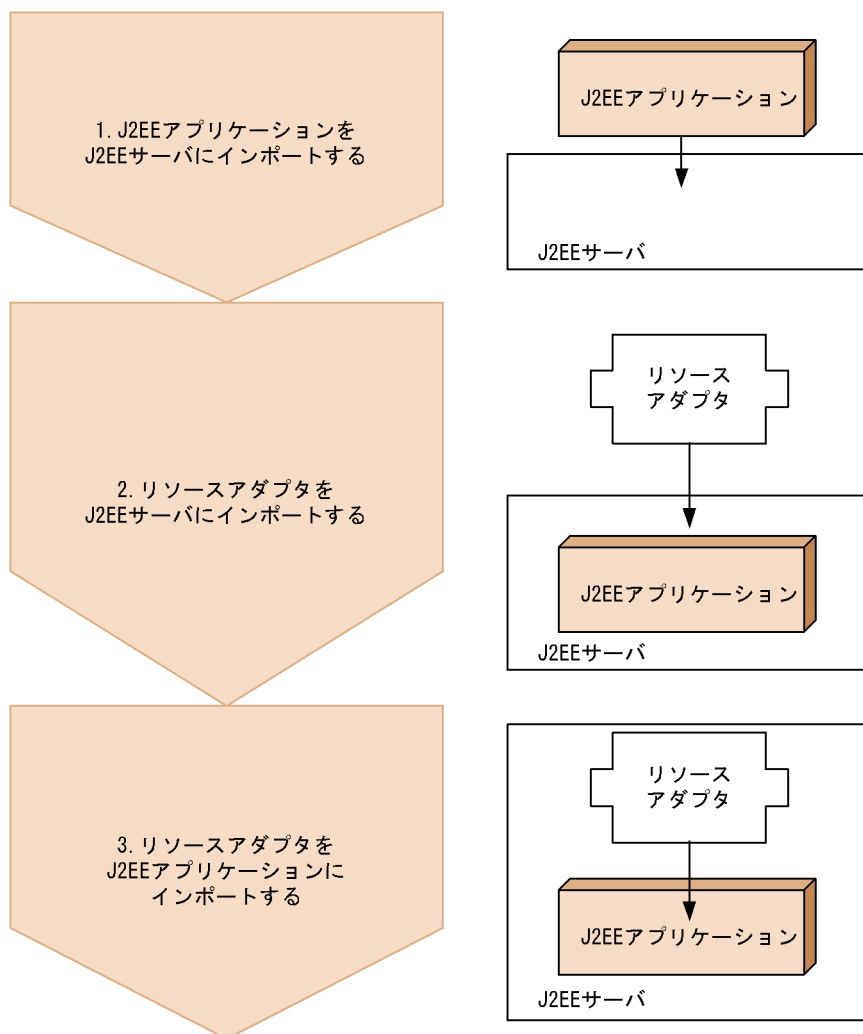 1. J2EEアプリケーションを
J2EEサーバにインポートする
J2EEアプリケーション
J2EEサーバ
2. リソースアダプタを
J2EEサーバにインポートする
リソース
アダプタ
J2EEアプリケーション
J2EEサーバ
3. リソースアダプタを
J2EEアプリケーションに
インポートする
リソース
アダプタ
J2EEアプリケーション
J2EEサーバ